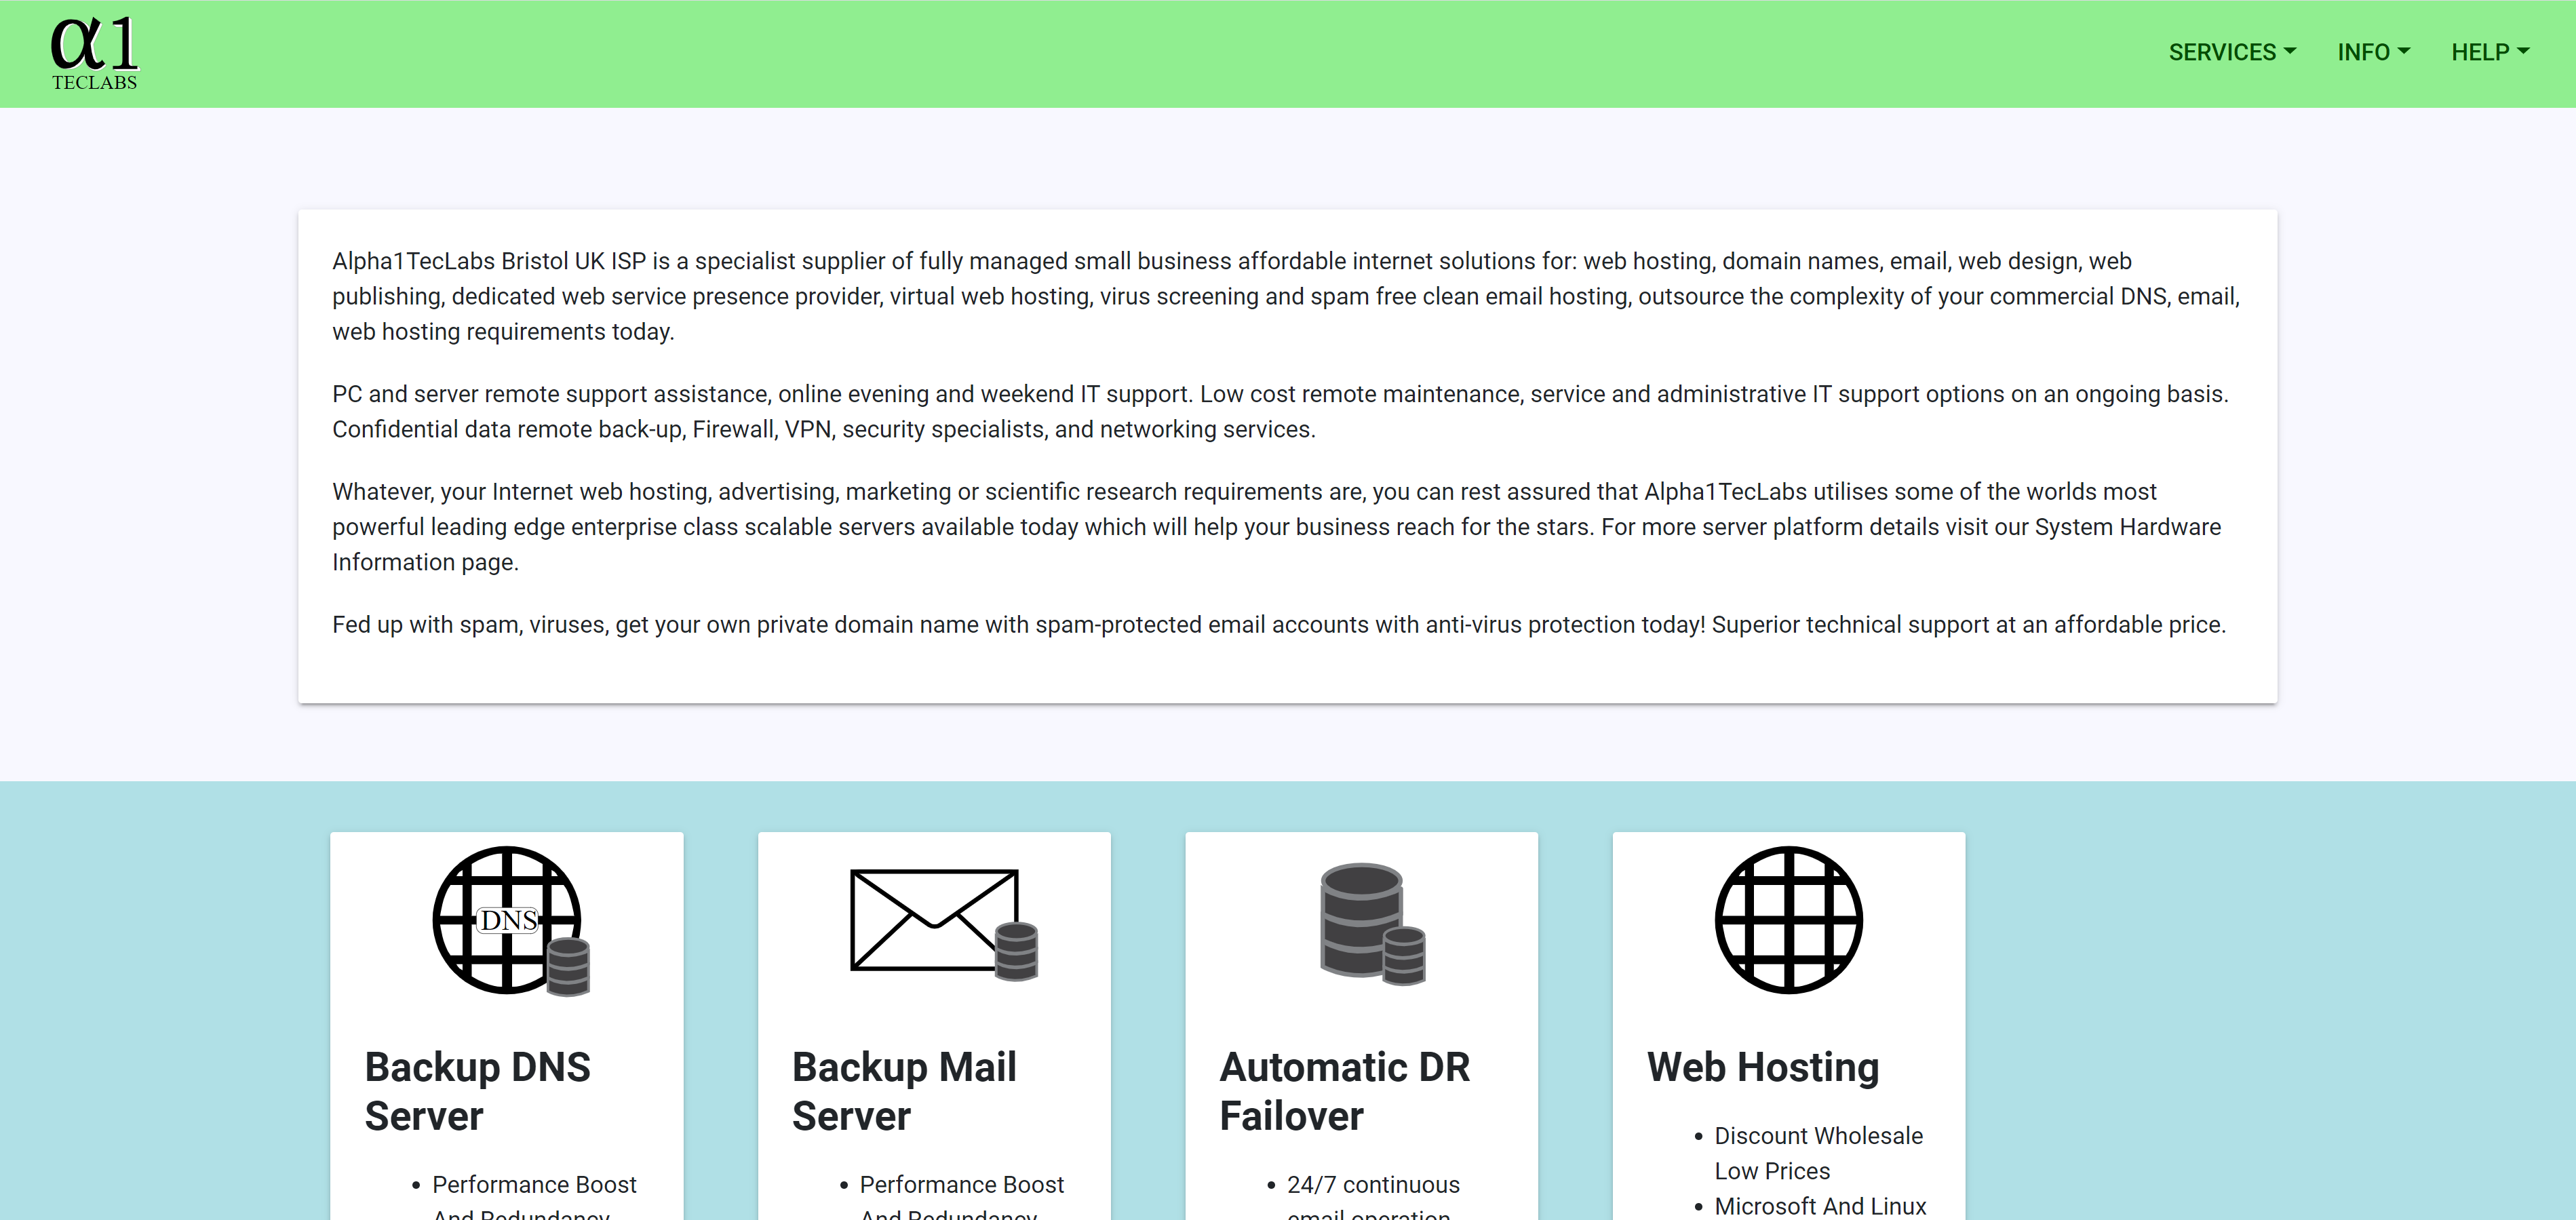 α1
TECLABS
SERVICES
INFO
HELP
Alpha1TecLabs Bristol UK ISP is a specialist supplier of fully managed small business affordable internet solutions for: web hosting, domain names, email, web design, web
publishing, dedicated web service presence provider, virtual web hosting, virus screening and spam free clean email hosting, outsource the complexity of your commercial DNS, email,
web hosting requirements today.
PC and server remote support assistance, online evening and weekend IT support. Low cost remote maintenance, service and administrative IT support options on an ongoing basis.
Confidential data remote back-up, Firewall, VPN, security specialists, and networking services.
Whatever, your Internet web hosting, advertising, marketing or scientific research requirements are, you can rest assured that Alpha1TecLabs utilises some of the worlds most
powerful leading edge enterprise class scalable servers available today which will help your business reach for the stars. For more server platform details visit our System Hardware
Information page.
Fed up with spam, viruses, get your own private domain name with spam-protected email accounts with anti-virus protection today! Superior technical support at an affordable price.
DNS
Backup DNS
Server
• Performance Boost
And Redundancy
Backup Mail
Server
• Performance Boost
And Redundancy
Automatic DR
Failover
• 24/7 continuous
email operation
Web Hosting
• Discount Wholesale
Low Prices
• Microsoft And Linux